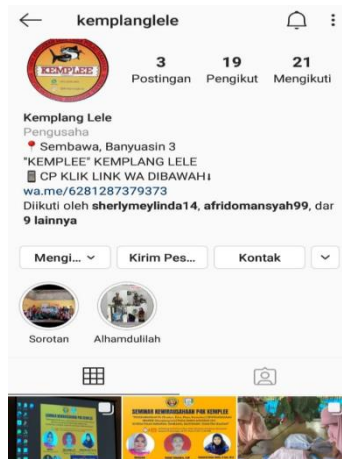 kemplanglele
KEMPLEE
3 19 21
Postingan Pengikut Mengikuti
Kemplang Lele
Pengusaha
📍 Sembawa, Banyuasin 3
"KEMPLEE" KEMPLANG LELE
📱 CP KLIK LINK WA DIBAWAH⬇
wa.me/6281287379373
Diikuti oleh sherlymeylinda14, afridomansyah99, dar
9 lainnya
Mengi... Kirim Pes... Kontak
Sorotan Alhamdulilah
SEMINAR KEWIRAUSAHAAN P4K KEMPLEE